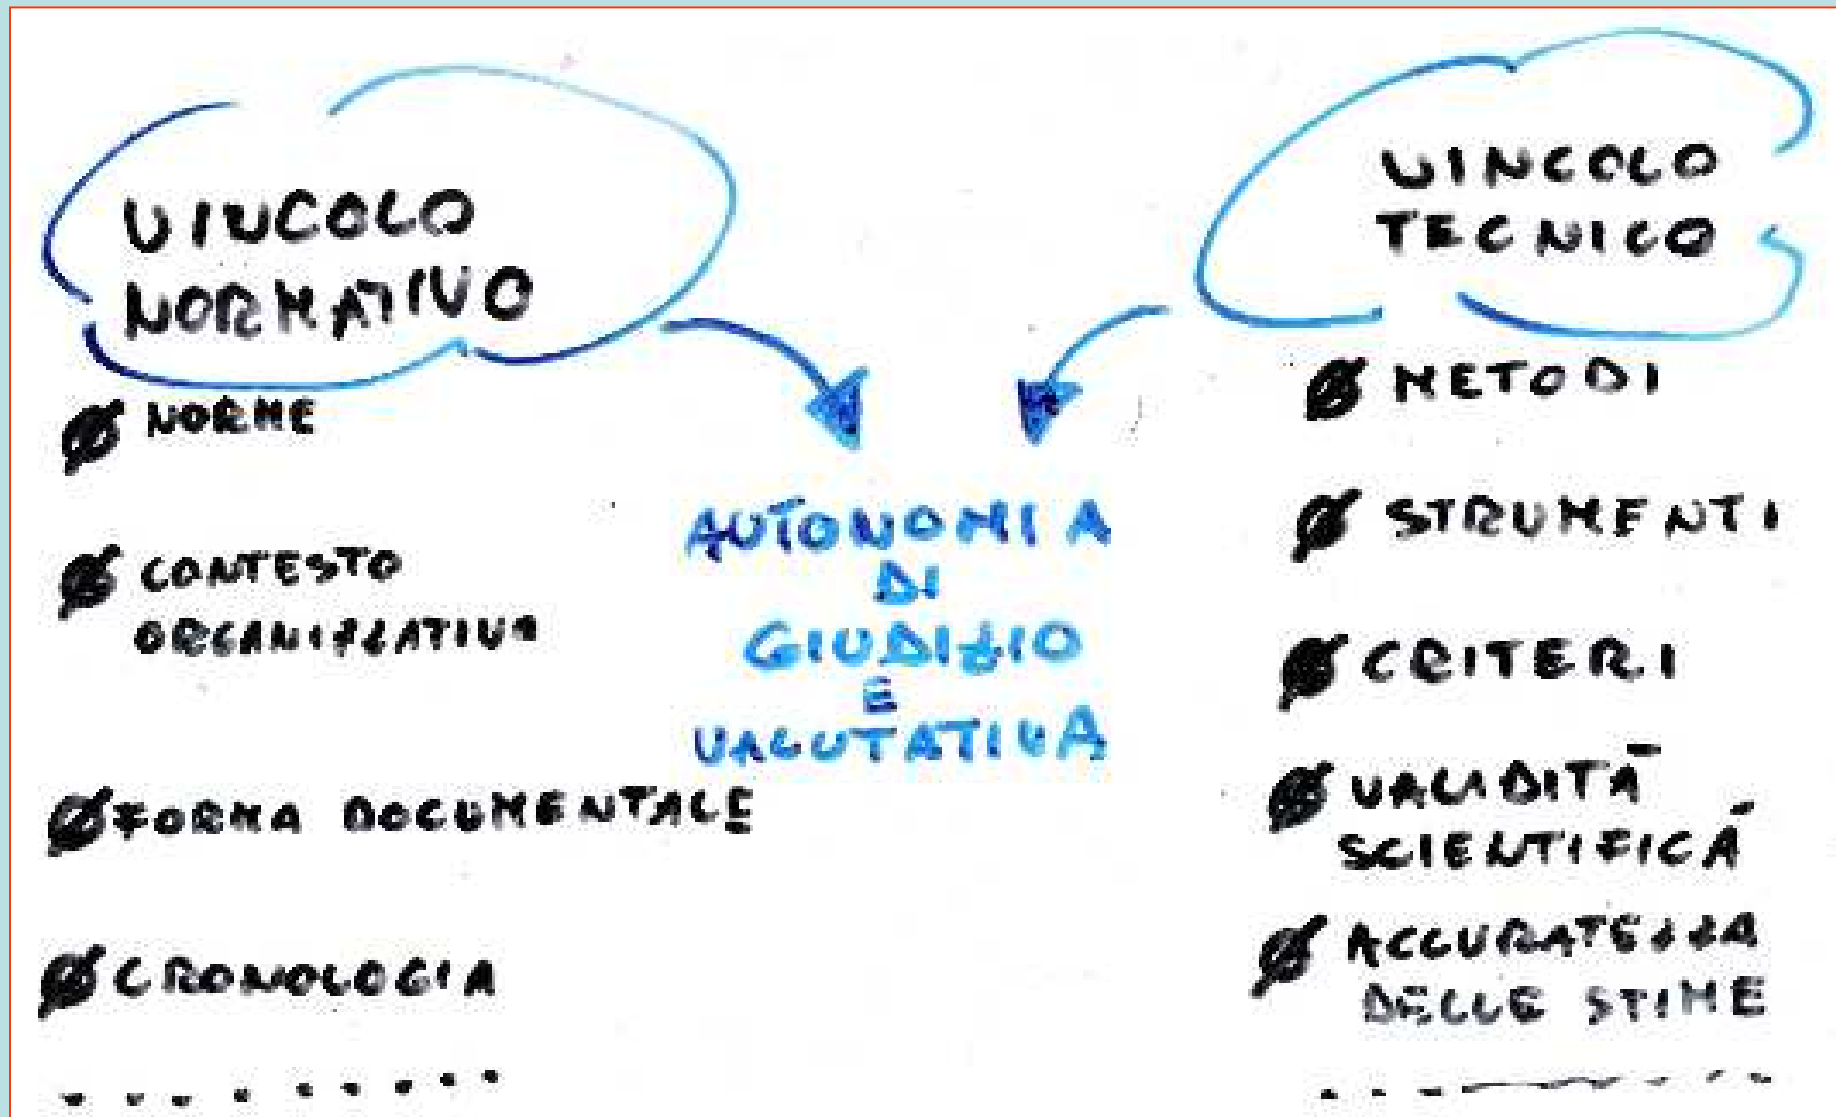 VINCOLO
NORMATIVO
NORME
CONTESTO
ORGANIZZATIVO
FORMA DOCUMENTALE
CRONOLOGIA
.........
AUTONOMIA
DI
GIUDIZIO
E
VALUTATIVA
VINCOLO
TECNICO
METODI
STRUMENTI
CRITERI
VALIDITÀ
SCIENTIFICA
ACCURATEZZA
DELLE STIME